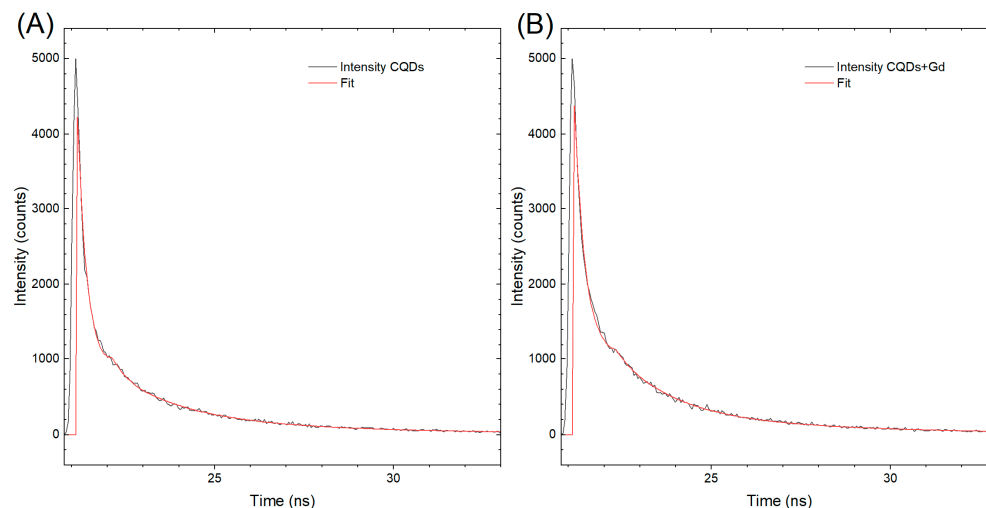 (A)
Intensity CQDs
Fit
5000
4000
3000
2000
1000
0
Intensity (counts)
25
30
Time (ns)
(B)
Intensity CQDs+Gd
Fit
5000
4000
3000
2000
1000
0
Intensity (counts)
25
30
Time (ns)